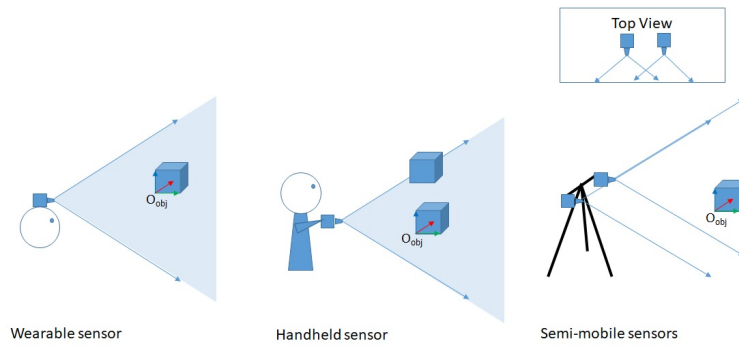 Top View
O_obj
O_obj
O_obj
Wearable sensor
Handheld sensor
Semi-mobile sensors